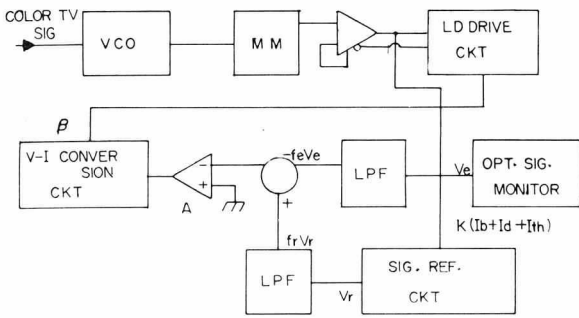 COLOR TV
SIG
VCO
MM
LD DRIVE
CKT
β
V-I CONVER
SION
CKT
A
-
+
-feVe
+
LPF
Ve
OPT. SIG.
MONITOR
K(Ib+Id+Ith)
frVr
LPF
Vr
SIG. REF.
CKT